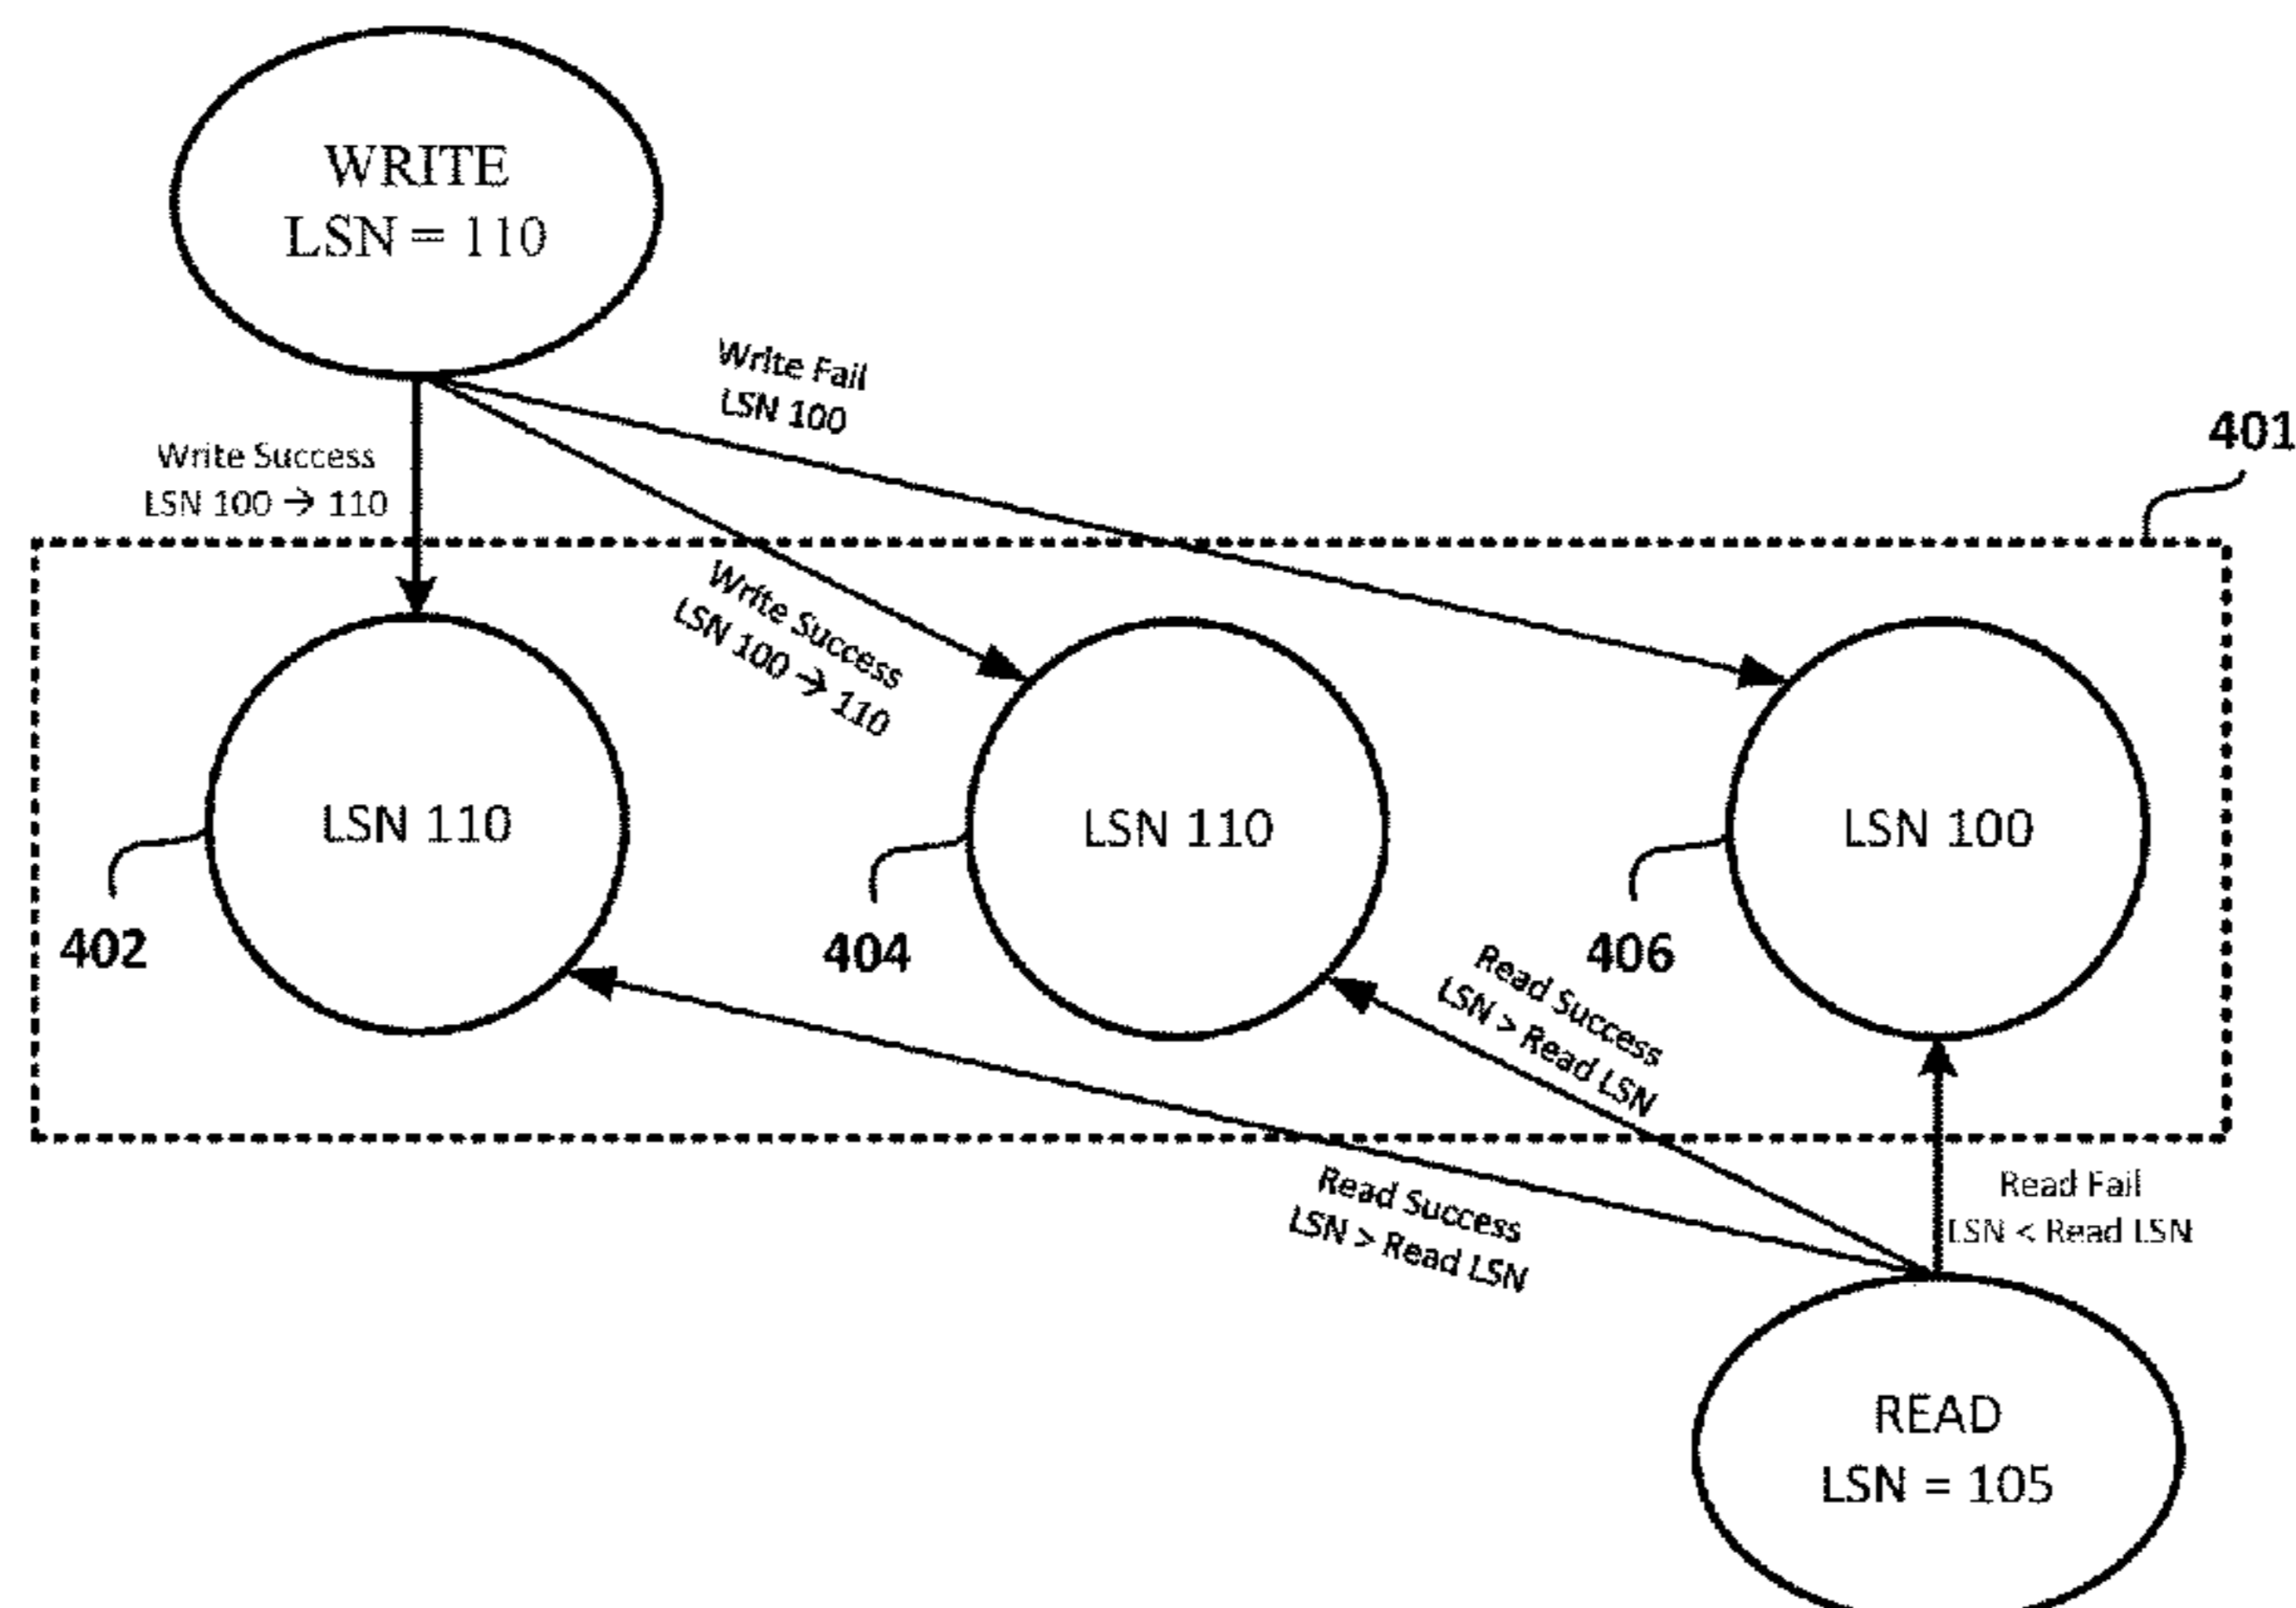 WRITE
LSN = 110
Write Fail
LSN 100
401
Write Success
LSN 100 → 110
Write Success
LSN 100 → 110
LSN 110
LSN 110
LSN 100
402
404
406
Read Success
LSN > Read LSN
Read Success
LSN > Read LSN
Read Fail
LSN < Read LSN
READ
LSN = 105